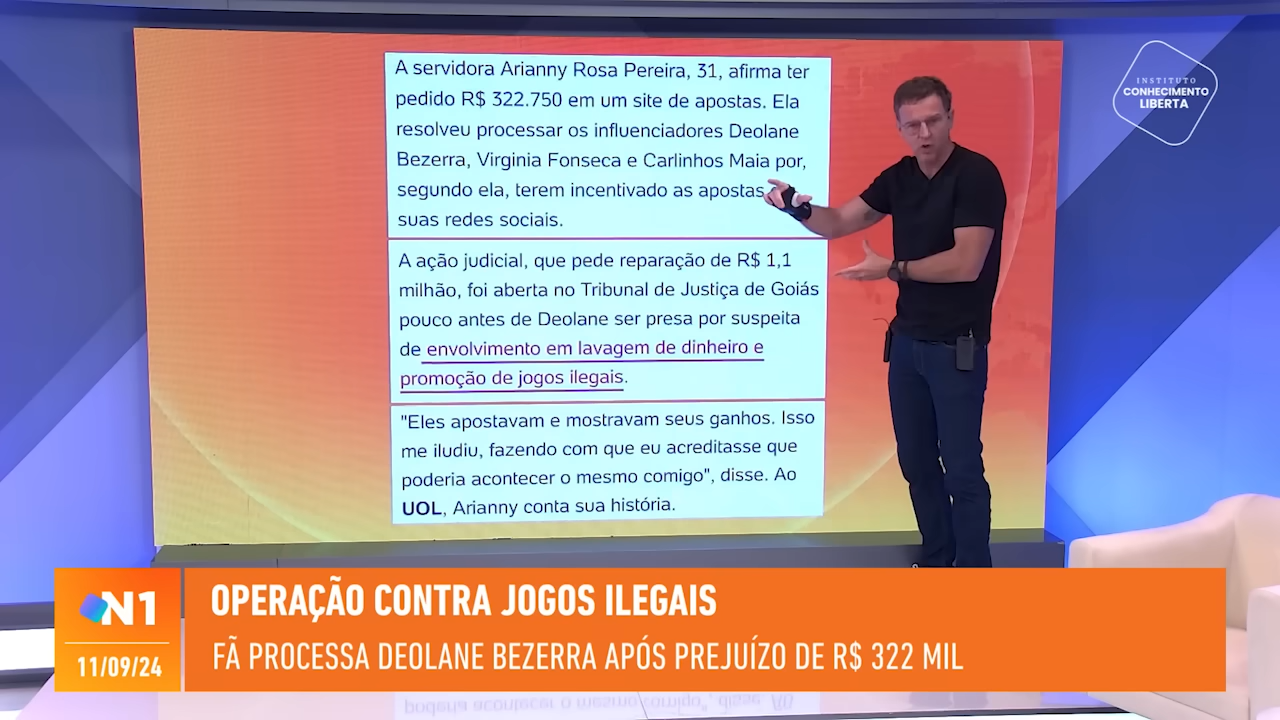 INSTITUTO
CONHECIMENTO
LIBERTA
A servidora Arianny Rosa Pereira, 31, afirma ter
pedido R$ 322.750 em um site de apostas. Ela
resolveu processar os influenciadores Deolane
Bezerra, Virginia Fonseca e Carlinhos Maia por,
segundo ela, terem incentivado as apostas
suas redes sociais.
A ação judicial, que pede reparação de R$ 1,1
milhão, foi aberta no Tribunal de Justiça de Goiás
pouco antes de Deolane ser presa por suspeita
de envolvimento em lavagem de dinheiro e
promoção de jogos ilegais.
"Eles apostavam e mostravam seus ganhos. Isso
me iludiu, fazendo com que eu acreditasse que
poderia acontecer o mesmo comigo", disse. Ao
UOL, Arianny conta sua história.
N1
11/09/24
OPERAÇÃO CONTRA JOGOS ILEGAIS
FÃ PROCESSA DEOLANE BEZERRA APÓS PREJUÍZO DE R$ 322 MIL
poderia acontecer o mesmo comigo", disse. Ao